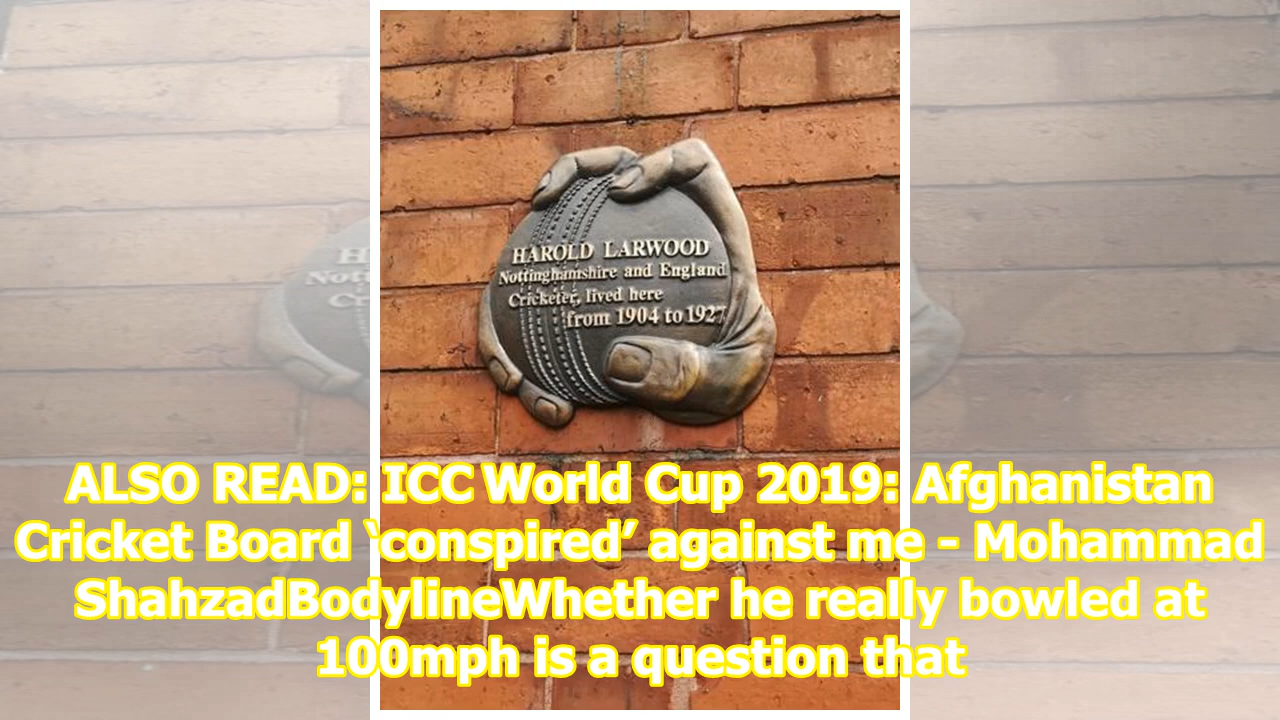 HAROLD LARWOOD
Nottinghamshire and England
Cricketer, lived here
from 1904 to 1927
ALSO READ: ICC World Cup 2019: Afghanistan
Cricket Board ‘conspired’ against me - Mohammad
ShahzadBodylineWhether he really bowled at
100mph is a question that